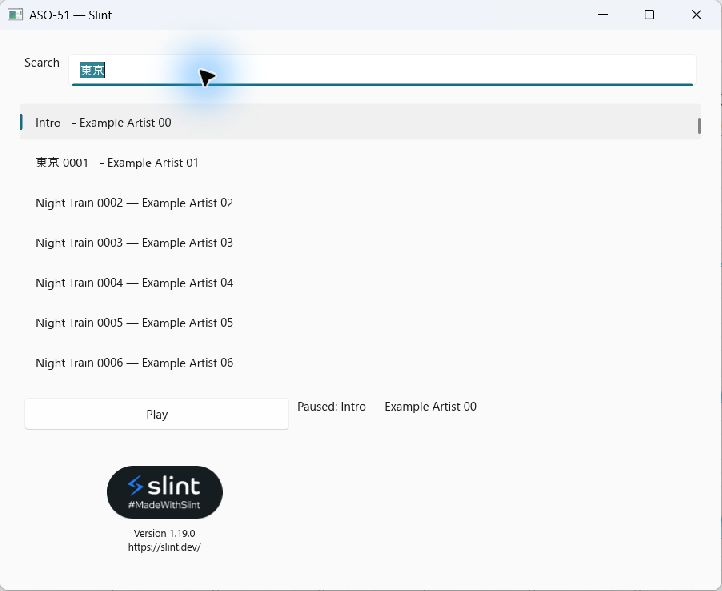 ASO-51 — Slint
Search 東京
Intro - Example Artist 00
東京 0001 - Example Artist 01
Night Train 0002 — Example Artist 02
Night Train 0003 — Example Artist 03
Night Train 0004 — Example Artist 04
Night Train 0005 — Example Artist 05
Night Train 0006 — Example Artist 06
Play Paused: Intro Example Artist 00
slint
#MadeWithSlint
Version 1.19.0
https://slint.dev/